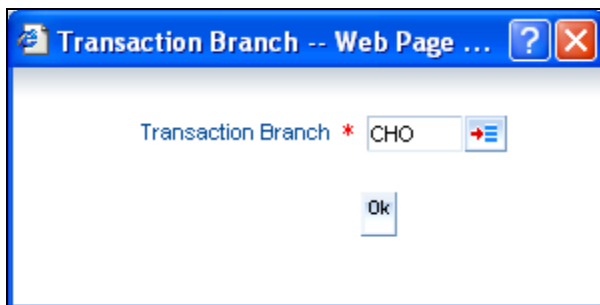 Transaction Branch -- Web Page ...
Transaction Branch * CHO
Ok